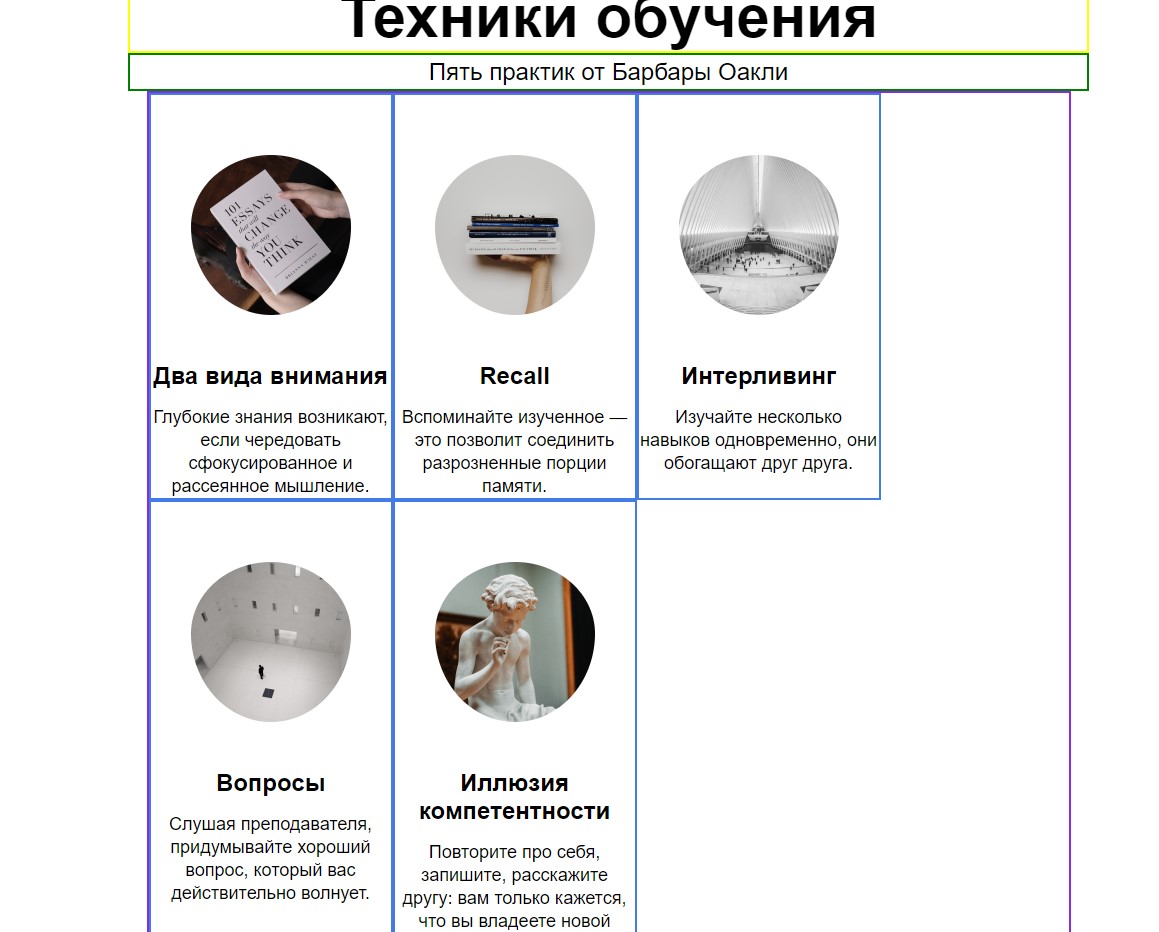 Техники обучения
Пять практик от Барбары Оакли
101
ESSAYS
that will
CHANGE
the way
YOU
THINK
Два вида внимания
Глубокие знания возникают,
если чередовать
сфокусированное и
рассеянное мышление.
Recall
Вспоминайте изученное —
это позволит соединить
разрозненные порции
памяти.
Интерливинг
Изучайте несколько
навыков одновременно, они
обогащают друг друга.
Вопросы
Слушая преподавателя,
придумывайте хороший
вопрос, который вас
действительно волнует.
Иллюзия
компетентности
Повторите про себя,
запишите, расскажите
другу: вам только кажется,
что вы владеете новой